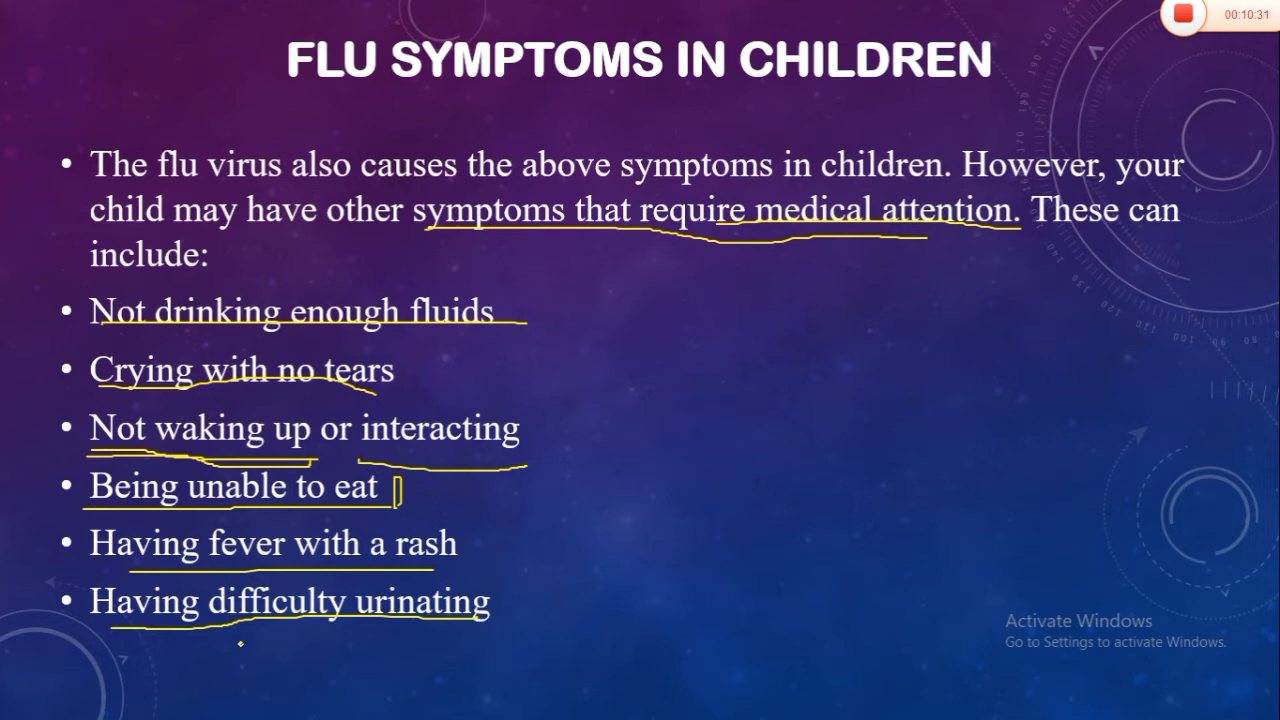 00:10:31
FLU SYMPTOMS IN CHILDREN
• The flu virus also causes the above symptoms in children. However, your
child may have other symptoms that require medical attention. These can
include:
• Not drinking enough fluids
• Crying with no tears
• Not waking up or interacting
• Being unable to eat
• Having fever with a rash
• Having difficulty urinating
Activate Windows
Go to Settings to activate Windows.